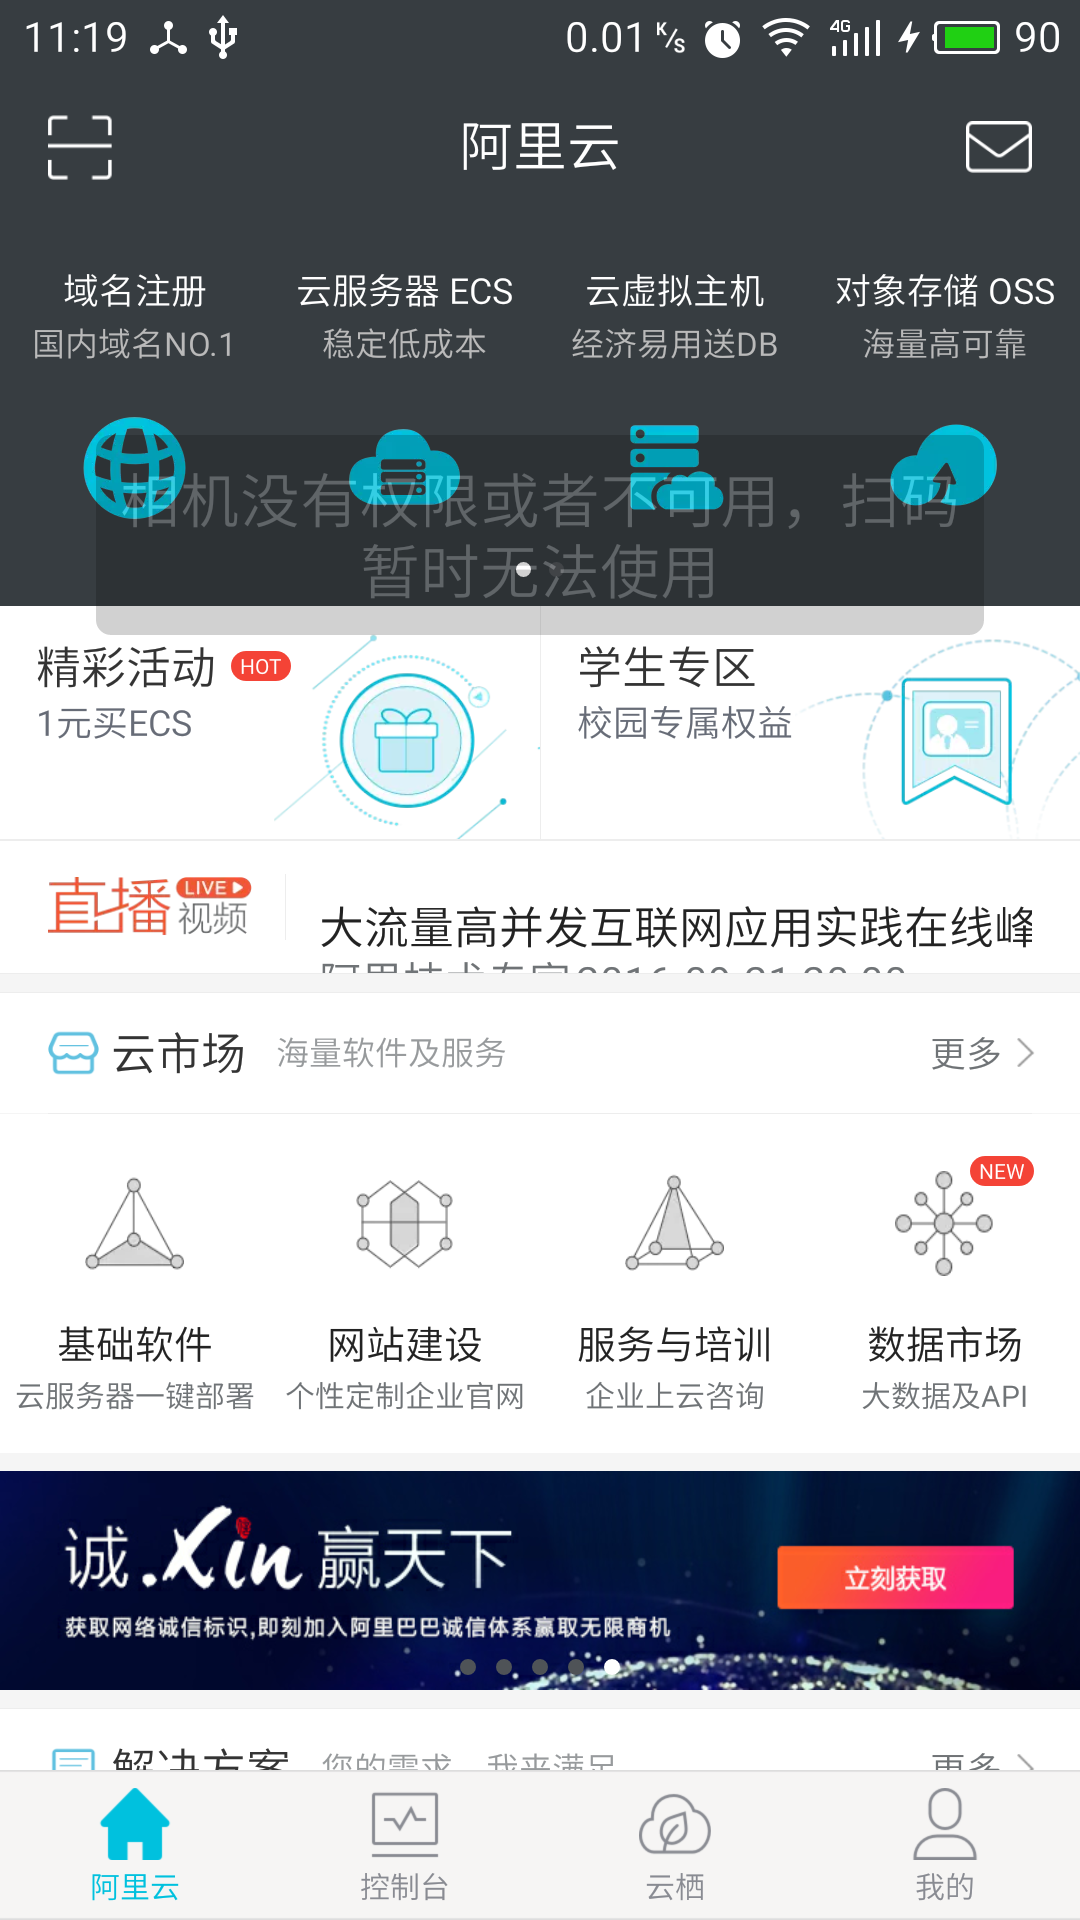 11:19
0.01 K/s 4G 90
阿里云
域名注册 云服务器 ECS 云虚拟主机 对象存储 OSS
国内域名NO.1 稳定低成本 经济易用送DB 海量高可靠
相机没有权限或者不可用，扫码
暂时无法使用
精彩活动 HOT 学生专区
1元买ECS 校园专属权益
直播 LIVE 视频
大流量高并发互联网应用实践在线峰
云市场 海量软件及服务 更多
NEW
基础软件 网站建设 服务与培训 数据市场
云服务器一键部署 个性定制企业官网 企业上云咨询 大数据及API
诚.Xin赢天下
立刻获取
获取网络诚信标识,即刻加入阿里巴巴诚信体系赢取无限商机
解决方案 您的需求 我来满足 更多
阿里云 控制台 云栖 我的